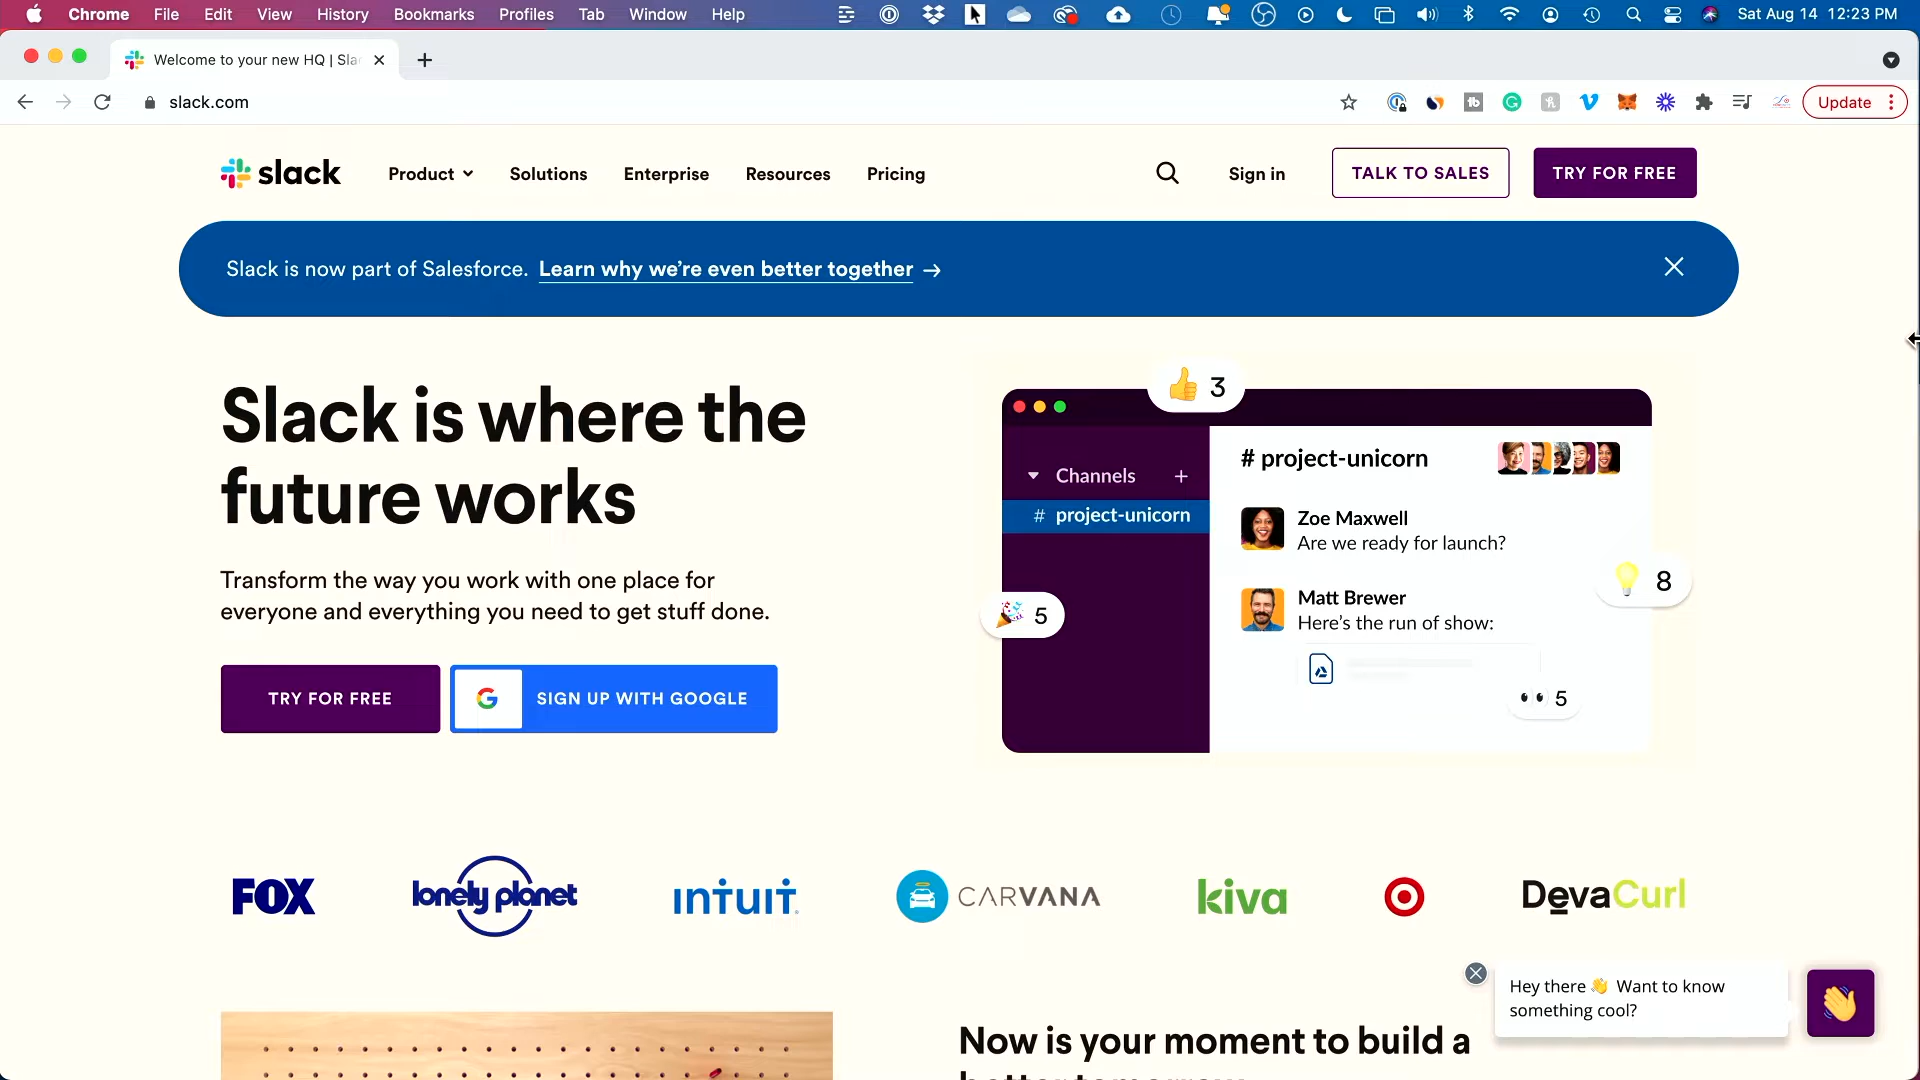 Chrome File Edit View History Bookmarks Profiles Tab Window Help Sat Aug 14 12:23 PM
Welcome to your new HQ | Sla
slack.com Update
slack Product Solutions Enterprise Resources Pricing Sign in TALK TO SALES TRY FOR FREE
Slack is now part of Salesforce. Learn why we’re even better together →
Slack is where the
future works
Transform the way you work with one place for
everyone and everything you need to get stuff done.
TRY FOR FREE
SIGN UP WITH GOOGLE
3
Channels +
# project-unicorn
# project-unicorn
Zoe Maxwell
Are we ready for launch?
8
Matt Brewer
Here’s the run of show:
5
5
FOX lonely planet intuit CARVANA kiva DevaCurl
Hey there 👋 Want to know
something cool?
Now is your moment to build a
better tomorrow